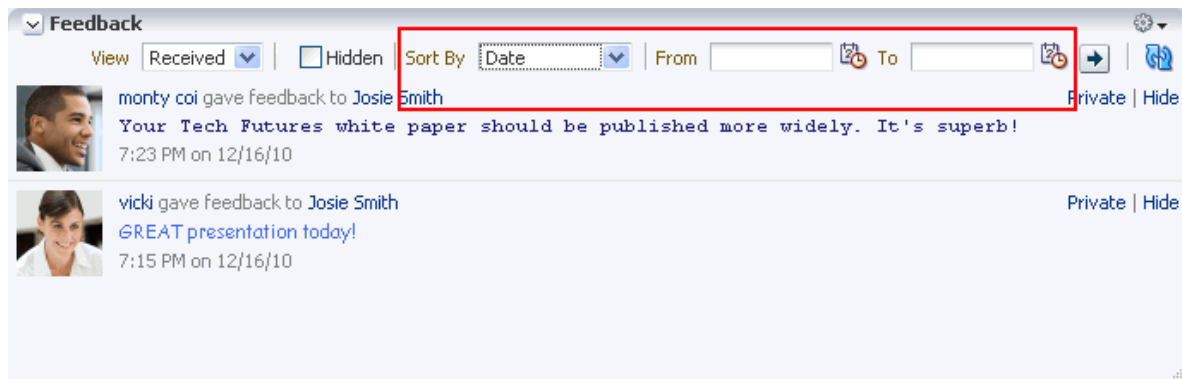 Feedback
View Received Hidden Sort By Date From To
monty coi gave feedback to Josie Smith Private | Hide
Your Tech Futures white paper should be published more widely. It's superb!
7:23 PM on 12/16/10
vicki gave feedback to Josie Smith Private | Hide
GREAT presentation today!
7:15 PM on 12/16/10